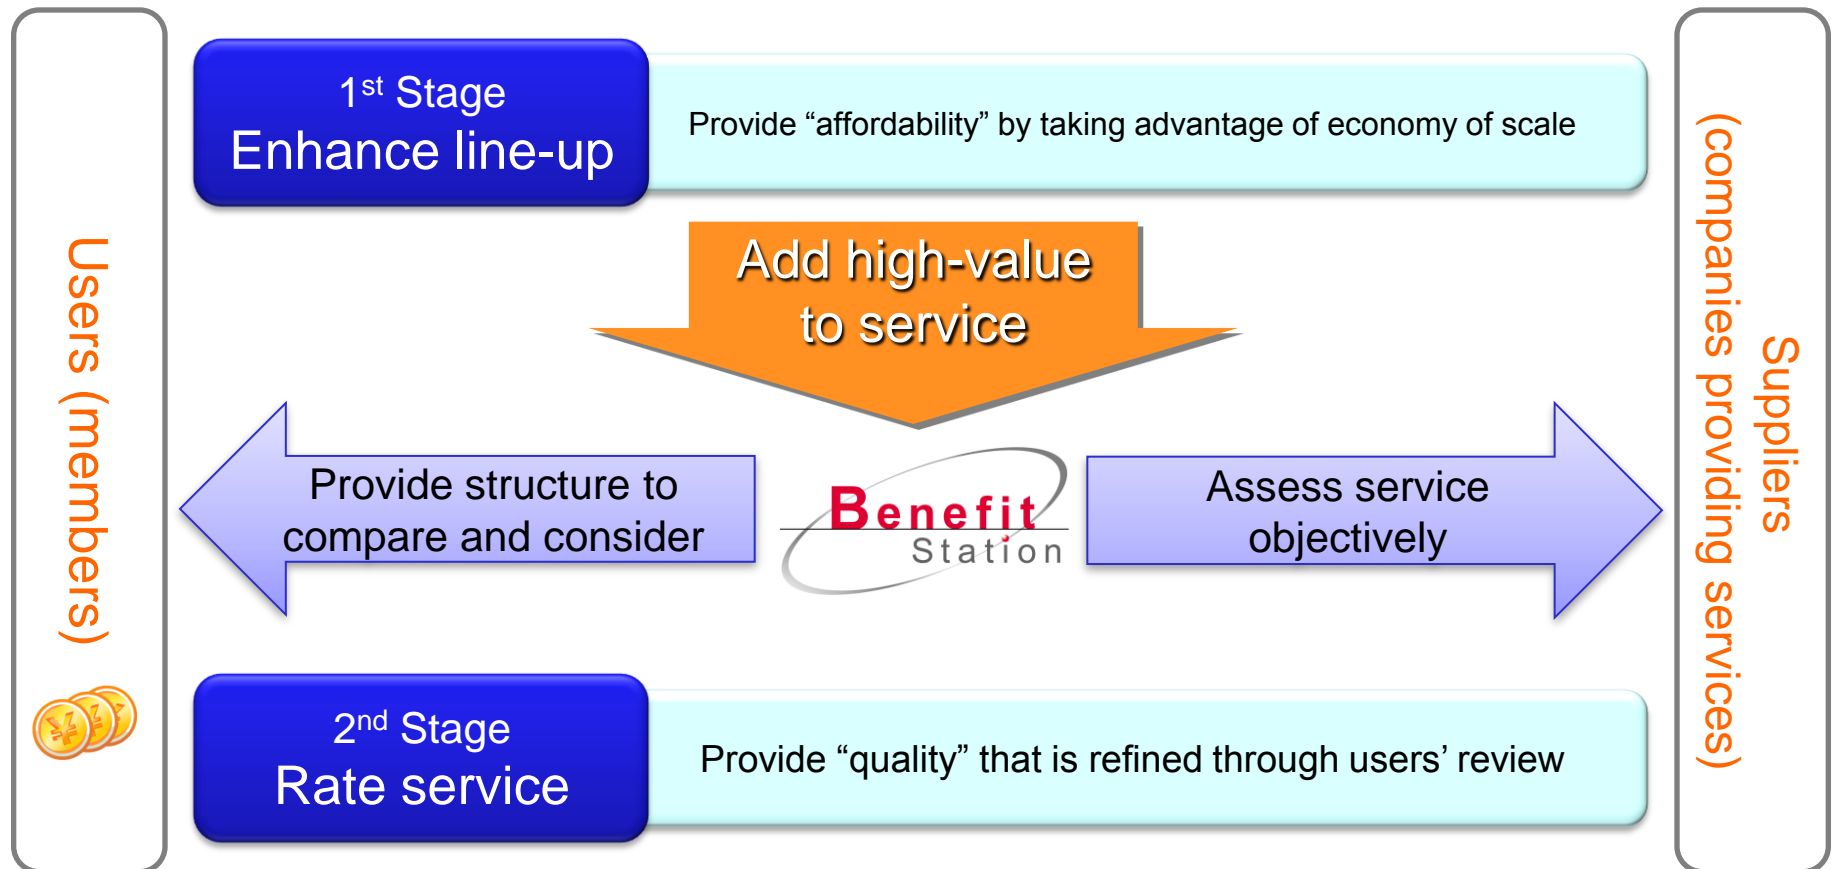 1st Stage
Enhance line-up
Provide “affordability” by taking advantage of economy of scale
Add high-value
to service
Users (members)
Provide structure to
compare and consider
Benefit
Station
Assess service
objectively
Suppliers
(companies providing services)
2nd Stage
Rate service
Provide “quality” that is refined through users’ review